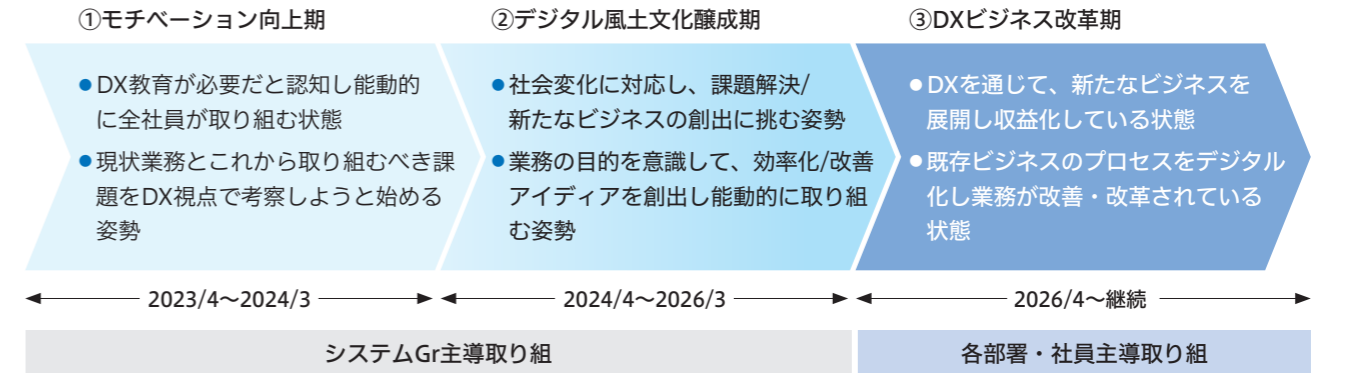 ①モチベーション向上期
●DX教育が必要だと認知し能動的
に全社員が取り組む状態
●現状業務とこれから取り組むべき課
題をDX視点で考察しようと始める
姿勢
2023/4～2024/3
②デジタル風土文化醸成期
●社会変化に対応し、課題解決/
新たなビジネスの創出に挑む姿勢
●業務の目的を意識して、効率化/改善
アイディアを創出し能動的に取り組
む姿勢
2024/4～2026/3
③DXビジネス改革期
●DXを通じて、新たなビジネスを
展開し収益化している状態
●既存ビジネスのプロセスをデジタル
化し業務が改善・改革されている
状態
2026/4～継続
システムGr主導取り組
各部署・社員主導取り組